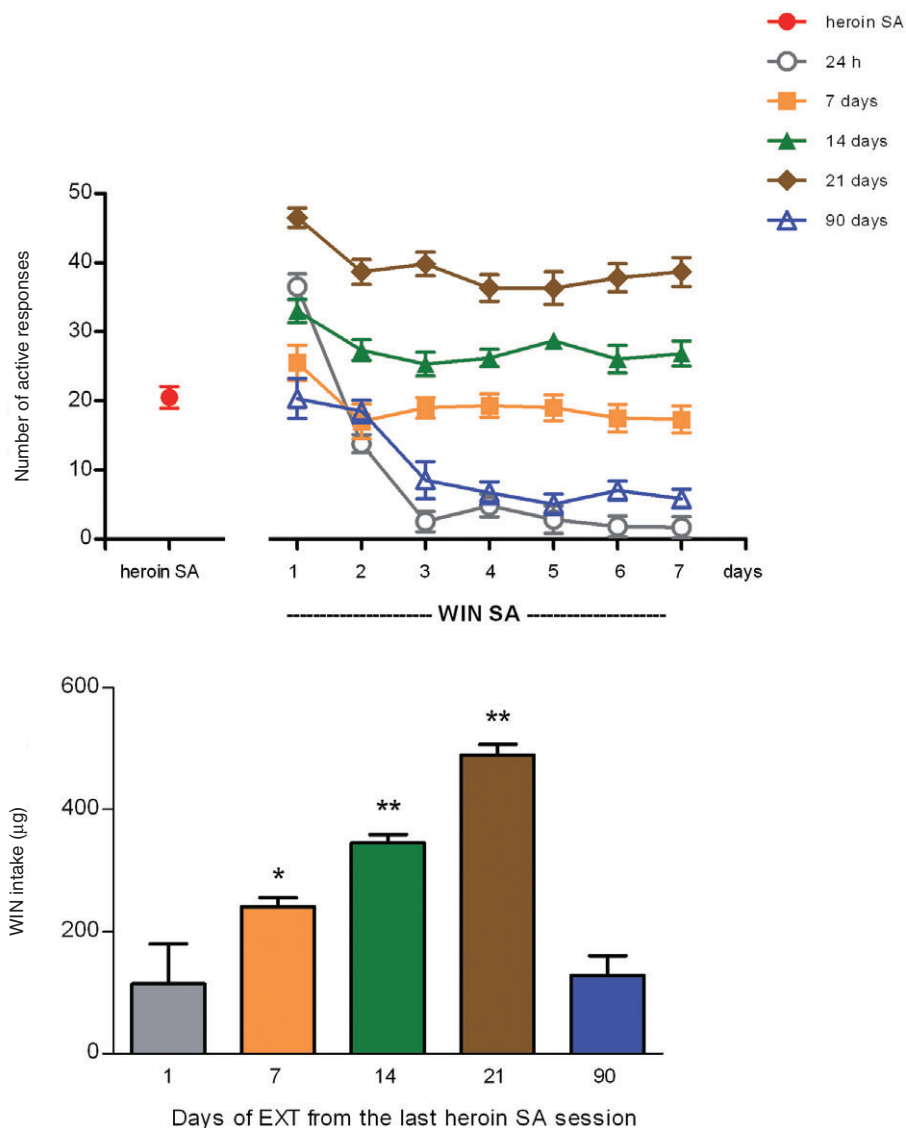 heroin SA
24 h
7 days
14 days
21 days
90 days
Number of active responses
50
40
30
20
10
0
heroin SA
1 2 3 4 5 6 7 days
WIN SA
WIN intake (µg)
600
400
200
0
*
**
**
1 7 14 21 90
Days of EXT from the last heroin SA session